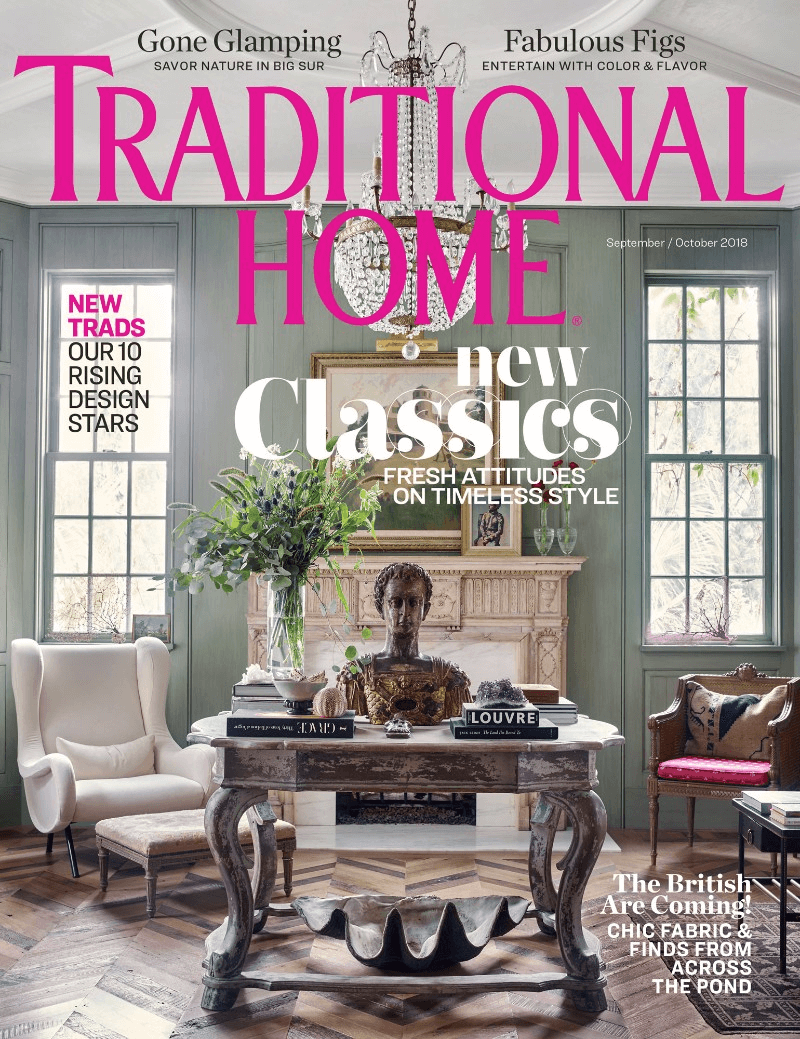 Gone Glamping
SAVOR NATURE IN BIG SUR
Fabulous Figs
ENTERTAIN WITH COLOR & FLAVOR
TRADITIONAL
HOME®
September / October 2018
NEW
TRADS
OUR 10
RISING
DESIGN
STARS
new
Classics
FRESH ATTITUDES
ON TIMELESS STYLE
GRACE
LOUVRE
The British
Are Coming!
CHIC FABRIC &
FINDS FROM
ACROSS
THE POND